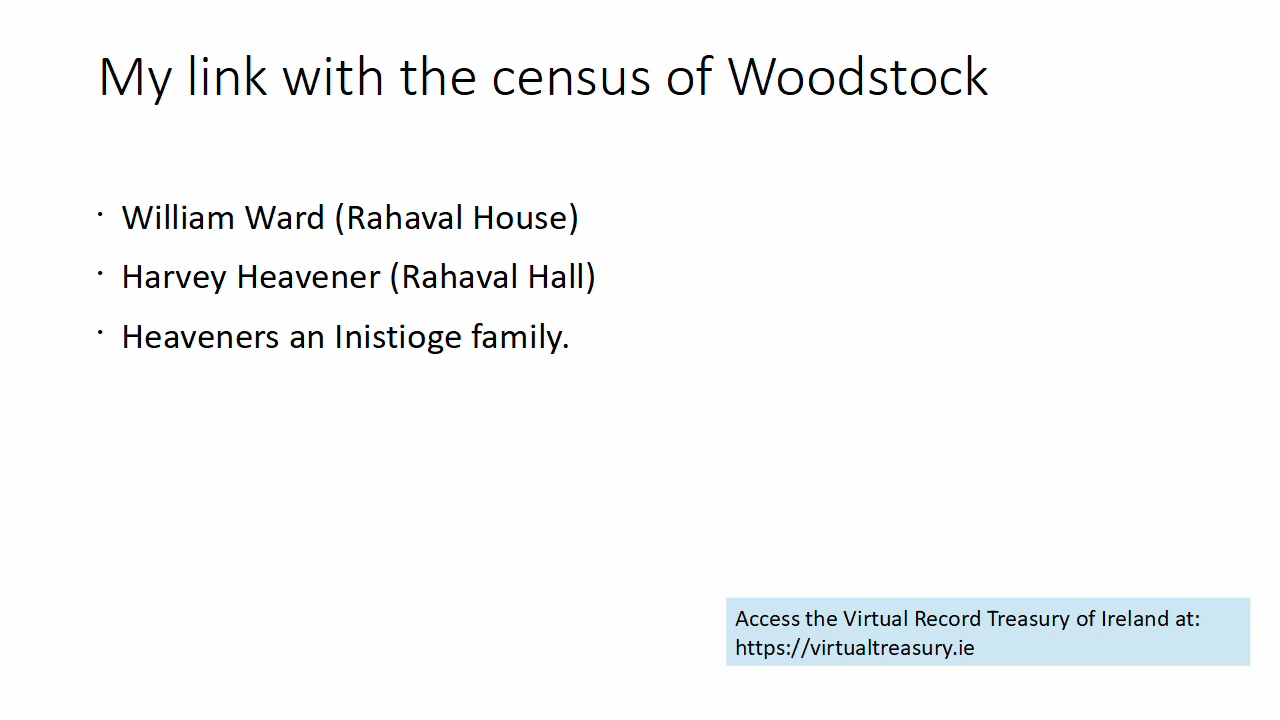 My link with the census of Woodstock
· William Ward (Rahaval House)
· Harvey Heavener (Rahaval Hall)
· Heaveners an Inistioge family.
Access the Virtual Record Treasury of Ireland at:
https://virtualtreasury.ie